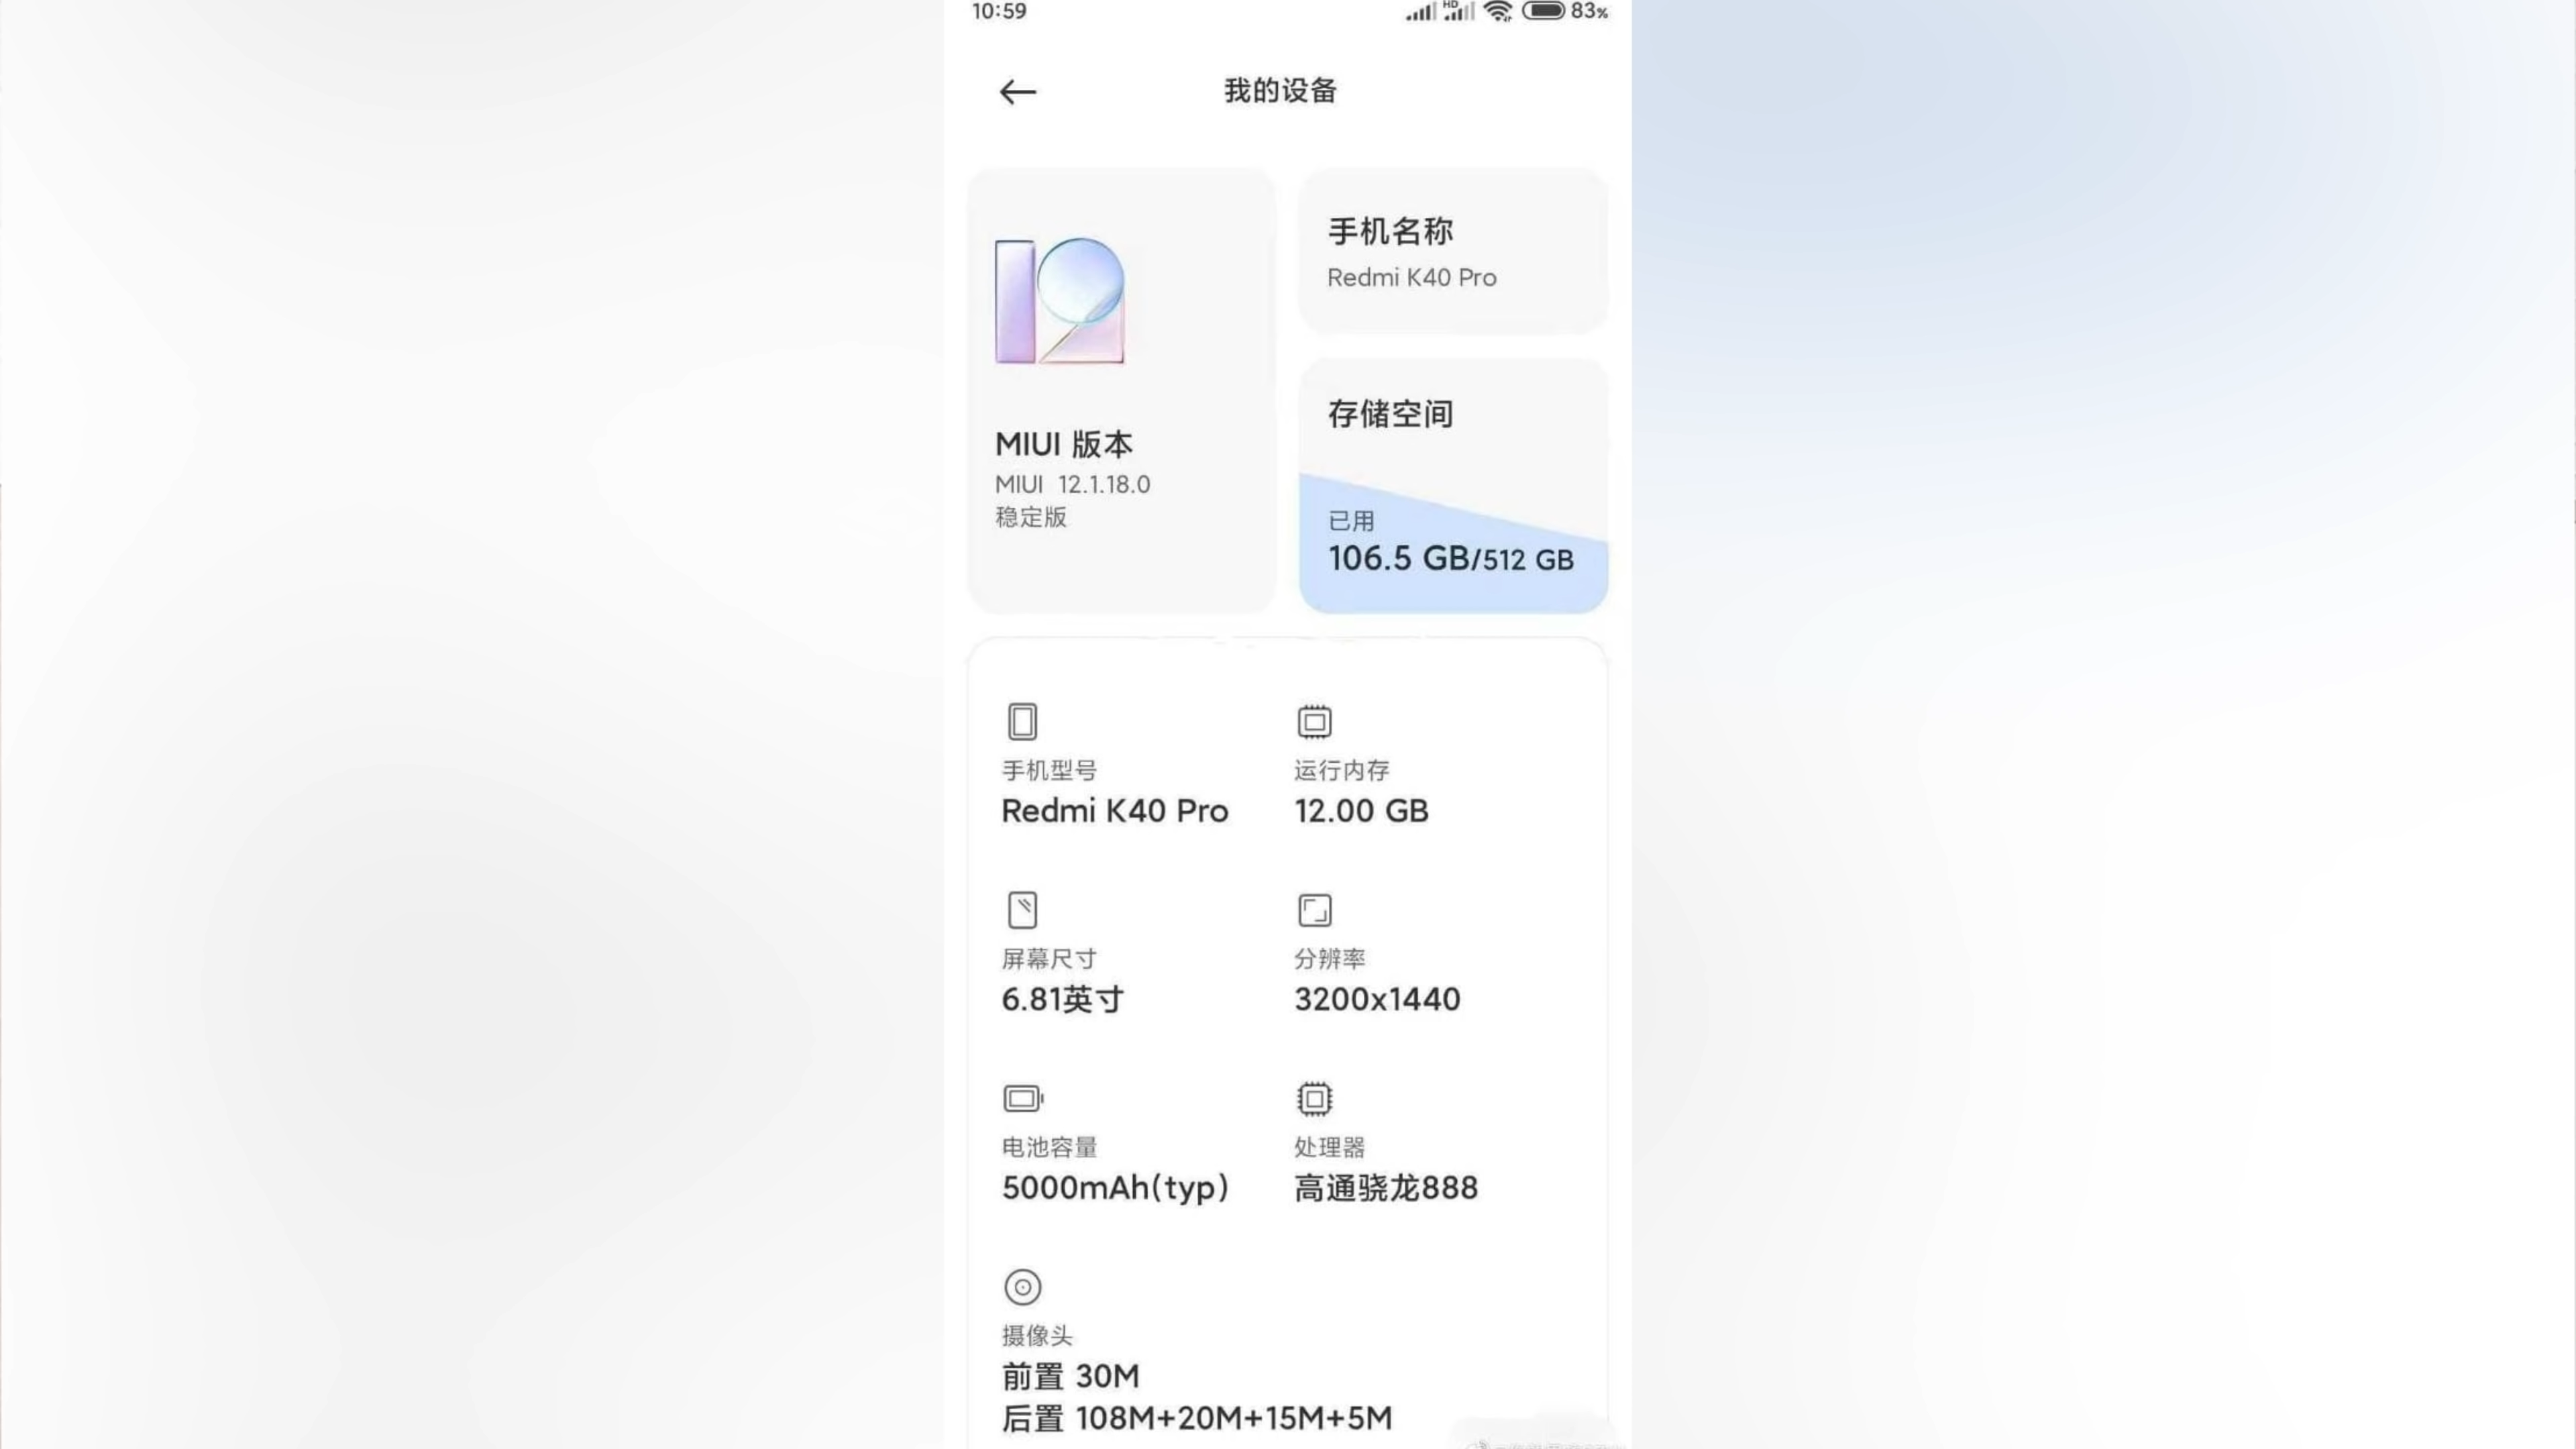 10:59
HD
83%
我的设备
手机名称
Redmi K40 Pro
MIUI 版本
MIUI 12.1.18.0
稳定版
存储空间
已用
106.5 GB/512 GB
手机型号
Redmi K40 Pro
运行内存
12.00 GB
屏幕尺寸
6.81英寸
分辨率
3200x1440
电池容量
5000mAh(typ)
处理器
高通骁龙888
摄像头
前置 30M
后置 108M+20M+15M+5M